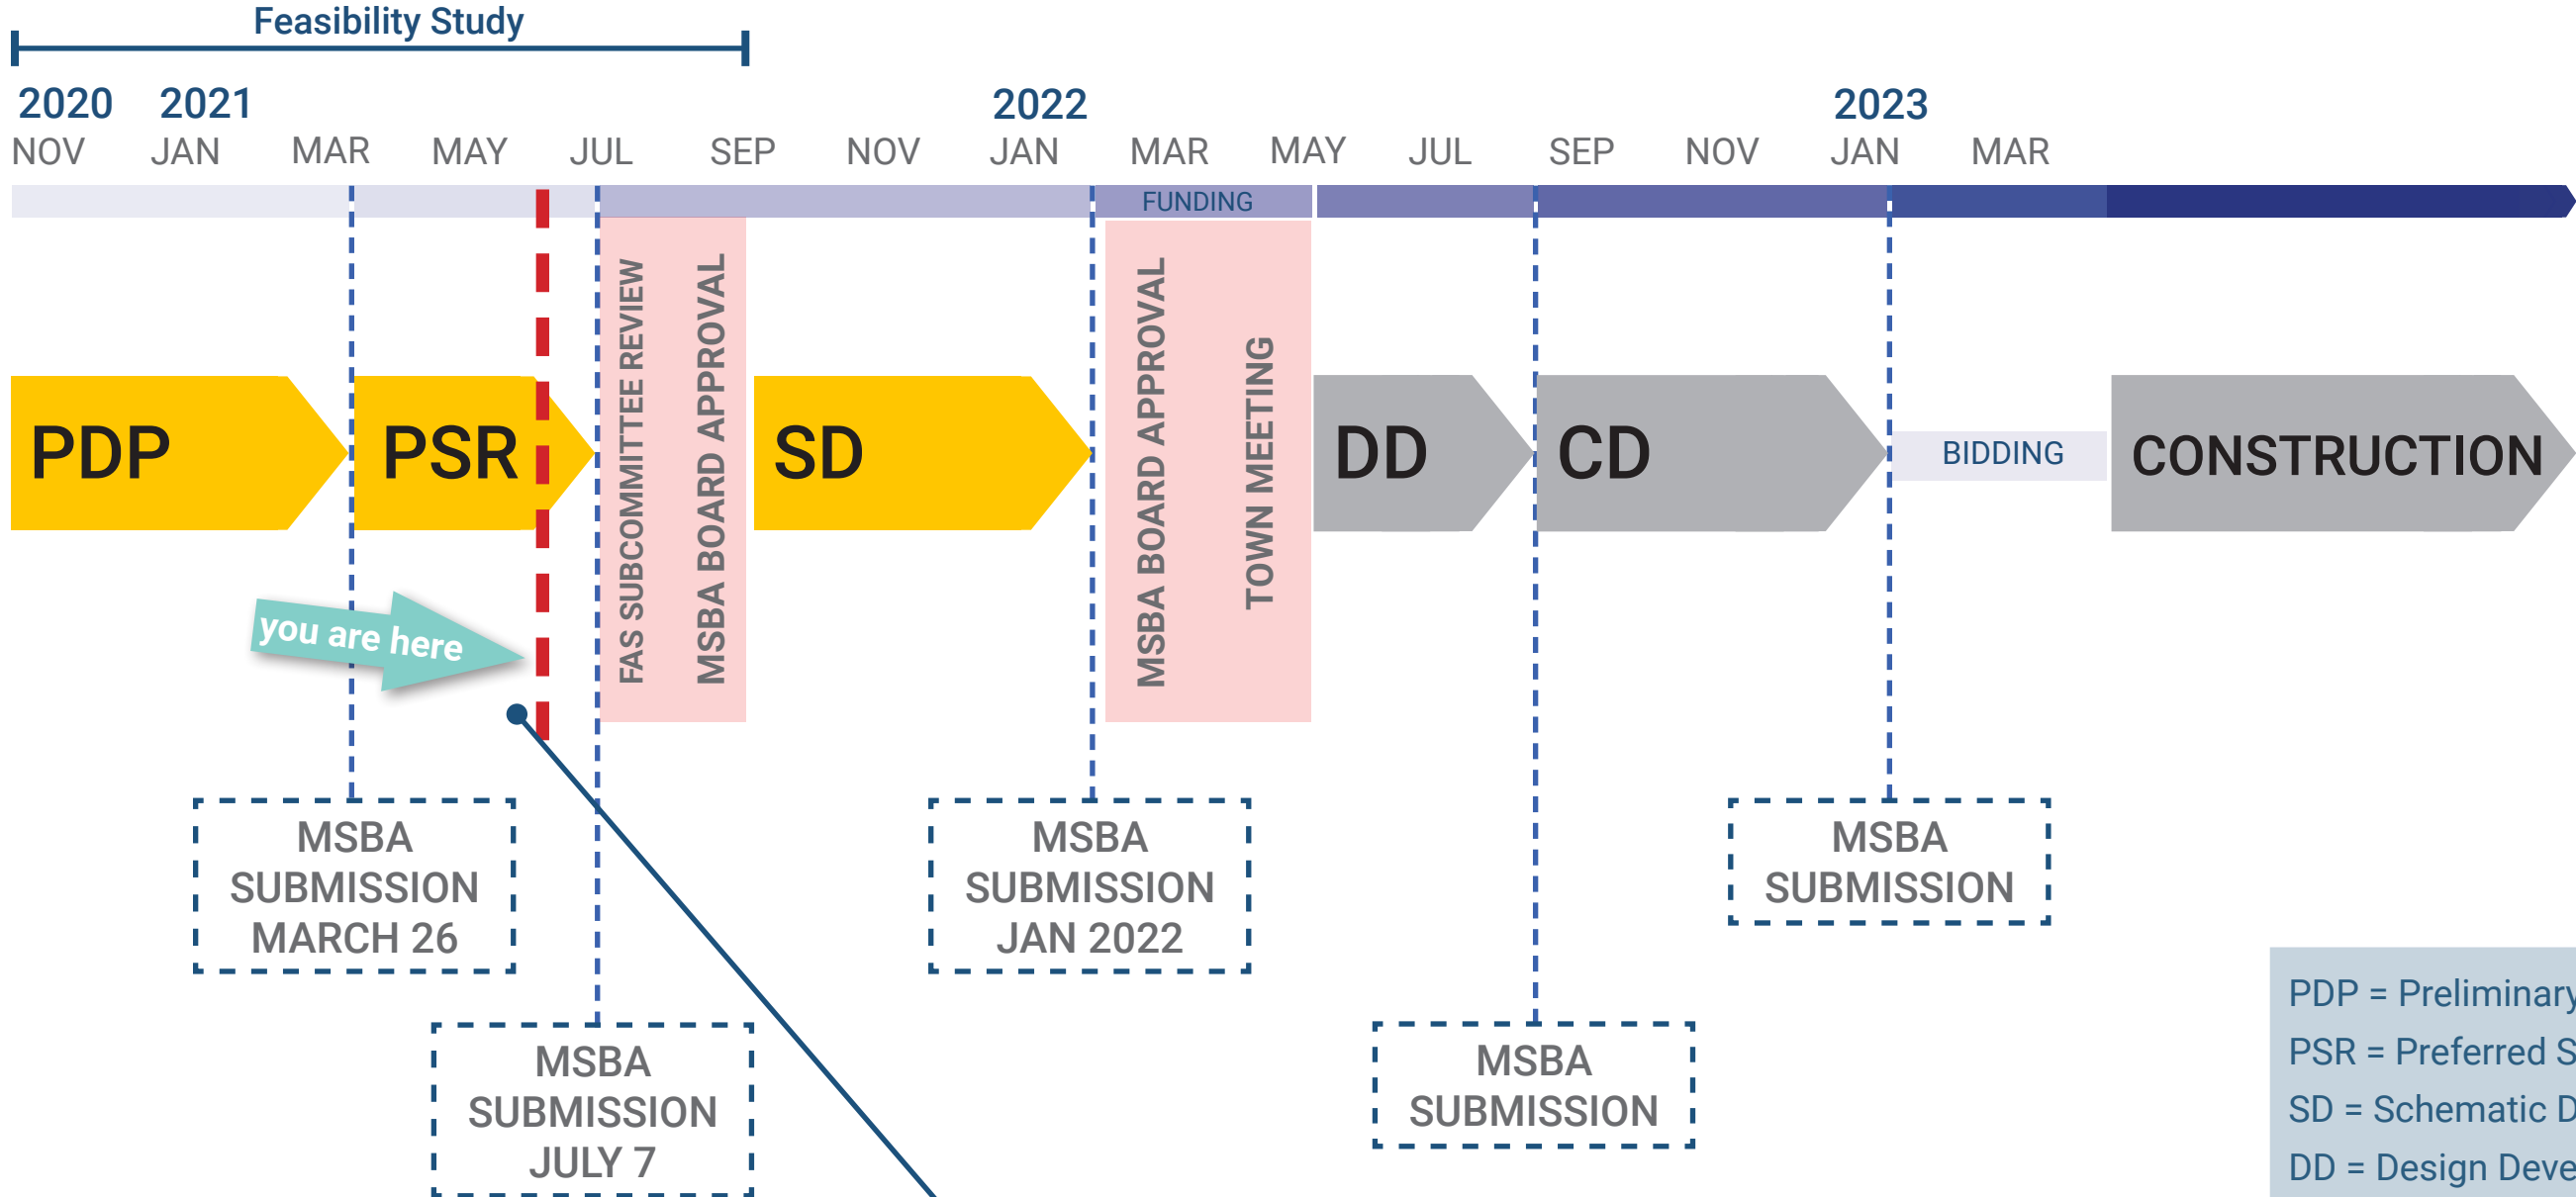 Feasibility Study
2020 2021 2022 2023
NOV JAN MAR MAY JUL SEP NOV JAN MAR MAY JUL SEP NOV JAN MAR
FUNDING
PDP
PSR
FAS SUBCOMMITTEE REVIEW
MSBA BOARD APPROVAL
SD
MSBA BOARD APPROVAL
TOWN MEETING
DD
CD
BIDDING
CONSTRUCTION
you are here
MSBA
SUBMISSION
MARCH 26
MSBA
SUBMISSION
JULY 7
MSBA
SUBMISSION
JAN 2022
MSBA
SUBMISSION
MSBA
SUBMISSION
PDP = Preliminary
PSR = Preferred S
SD = Schematic D
DD = Design Deve